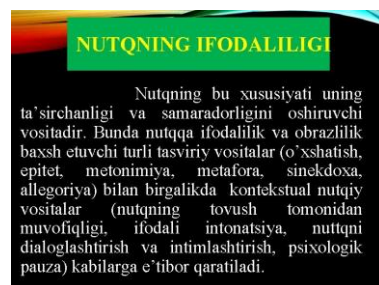 NUTQNING IFODALILIGI
Nutqning bu xususiyati uning
ta’sirchanligi va samaradorligini oshiruvchi
vositadir. Bunda nutqqa ifodalilik va obrazlilik
baxsh etuvchi turli tasviriy vositalar (o’xshatish,
epitet, metonimiya, metafora, sinekdoxa,
allegoriya) bilan birgalikda kontekstual nutqiy
vositalar (nutqning tovush tomonidan
muvofiqligi, ifodali intonatsiya, nuttqni
dialoglashtirish va intimlashtirish, psixologik
pauza) kabilarga e’tibor qaratiladi.